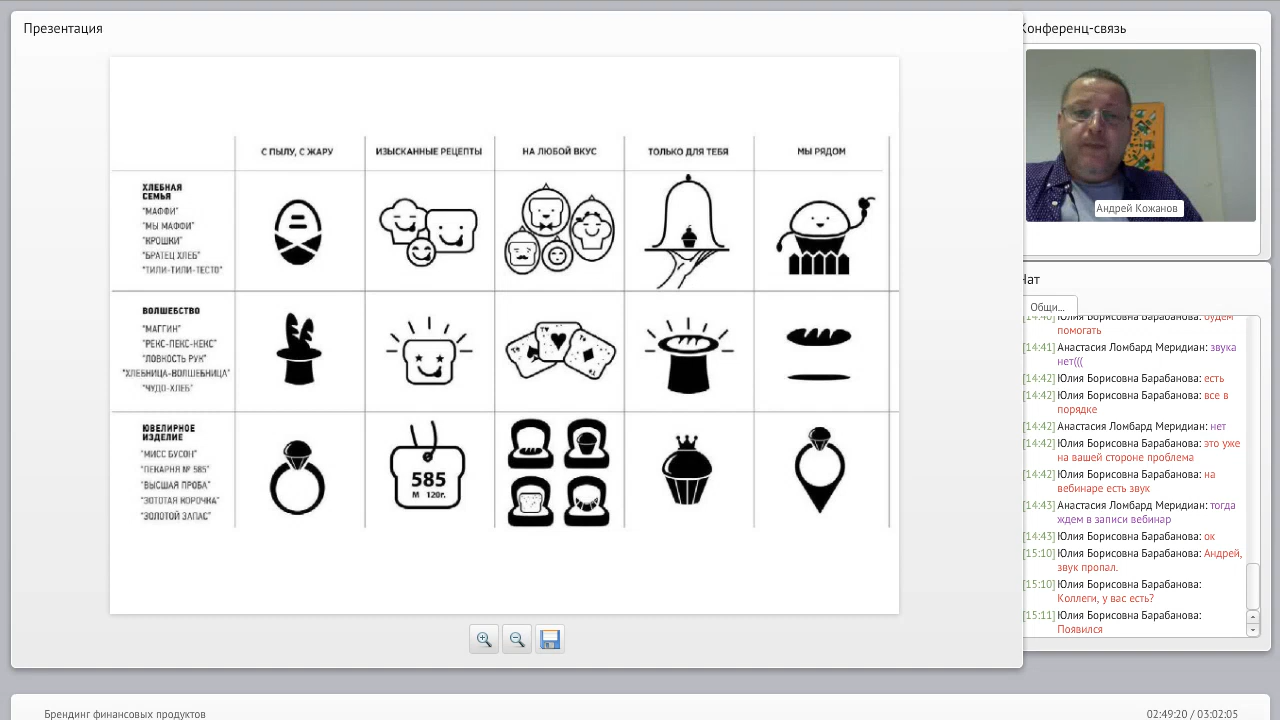 Презентация
С ПЫЛУ, С ЖАРУ
ИЗЫСКАННЫЕ РЕЦЕПТЫ
НА ЛЮБОЙ ВКУС
ТОЛЬКО ДЛЯ ТЕБЯ
МЫ РЯДОМ
ХЛЕБНАЯ
СЕМЬЯ
"МАФФИ"
"МЫ МАФФИ"
"КРОШКИ"
"БРАТЕЦ ХЛЕБ"
"ТИЛИ-ТИЛИ-ТЕСТО"
ВОЛШЕБСТВО
"МАГГИН"
"РЕКС-ПЕКС-КЕКС"
"ЛОВКОСТЬ РУК"
"ХЛЕБНИЦА-ВОЛШЕБНИЦА"
"ЧУДО-ХЛЕБ"
ЮВЕЛИРНОЕ
ИЗДЕЛИЕ
"МИСС БУСОН"
"ПЕКАРНЯ № 585"
"ВЫСШАЯ ПРОБА"
"ЗОЛОТАЯ КОРОЧКА"
"ЗОЛОТОЙ ЗАПАС"
585
М 120г.
Конференц-связь
Андрей Кожанов
Чат
Общи...
[14:40] Юлия Борисовна Барабанова: будем
помогать
[14:41] Анастасия Ломбард Меридиан: звука
нет(((
[14:42] Юлия Борисовна Барабанова: есть
[14:42] Юлия Борисовна Барабанова: все в
порядке
[14:42] Анастасия Ломбард Меридиан: нет
[14:42] Юлия Борисовна Барабанова: это уже
на вашей стороне проблема
[14:42] Юлия Борисовна Барабанова: на
вебинаре есть звук
[14:43] Анастасия Ломбард Меридиан: тогда
ждем в записи вебинар
[14:43] Юлия Борисовна Барабанова: ок
[15:10] Юлия Борисовна Барабанова: Андрей,
звук пропал.
[15:10] Юлия Борисовна Барабанова:
Коллеги, у вас есть?
[15:11] Юлия Борисовна Барабанова:
Появился
Брендинг финансовых продуктов
02:49:20 / 03:02:05